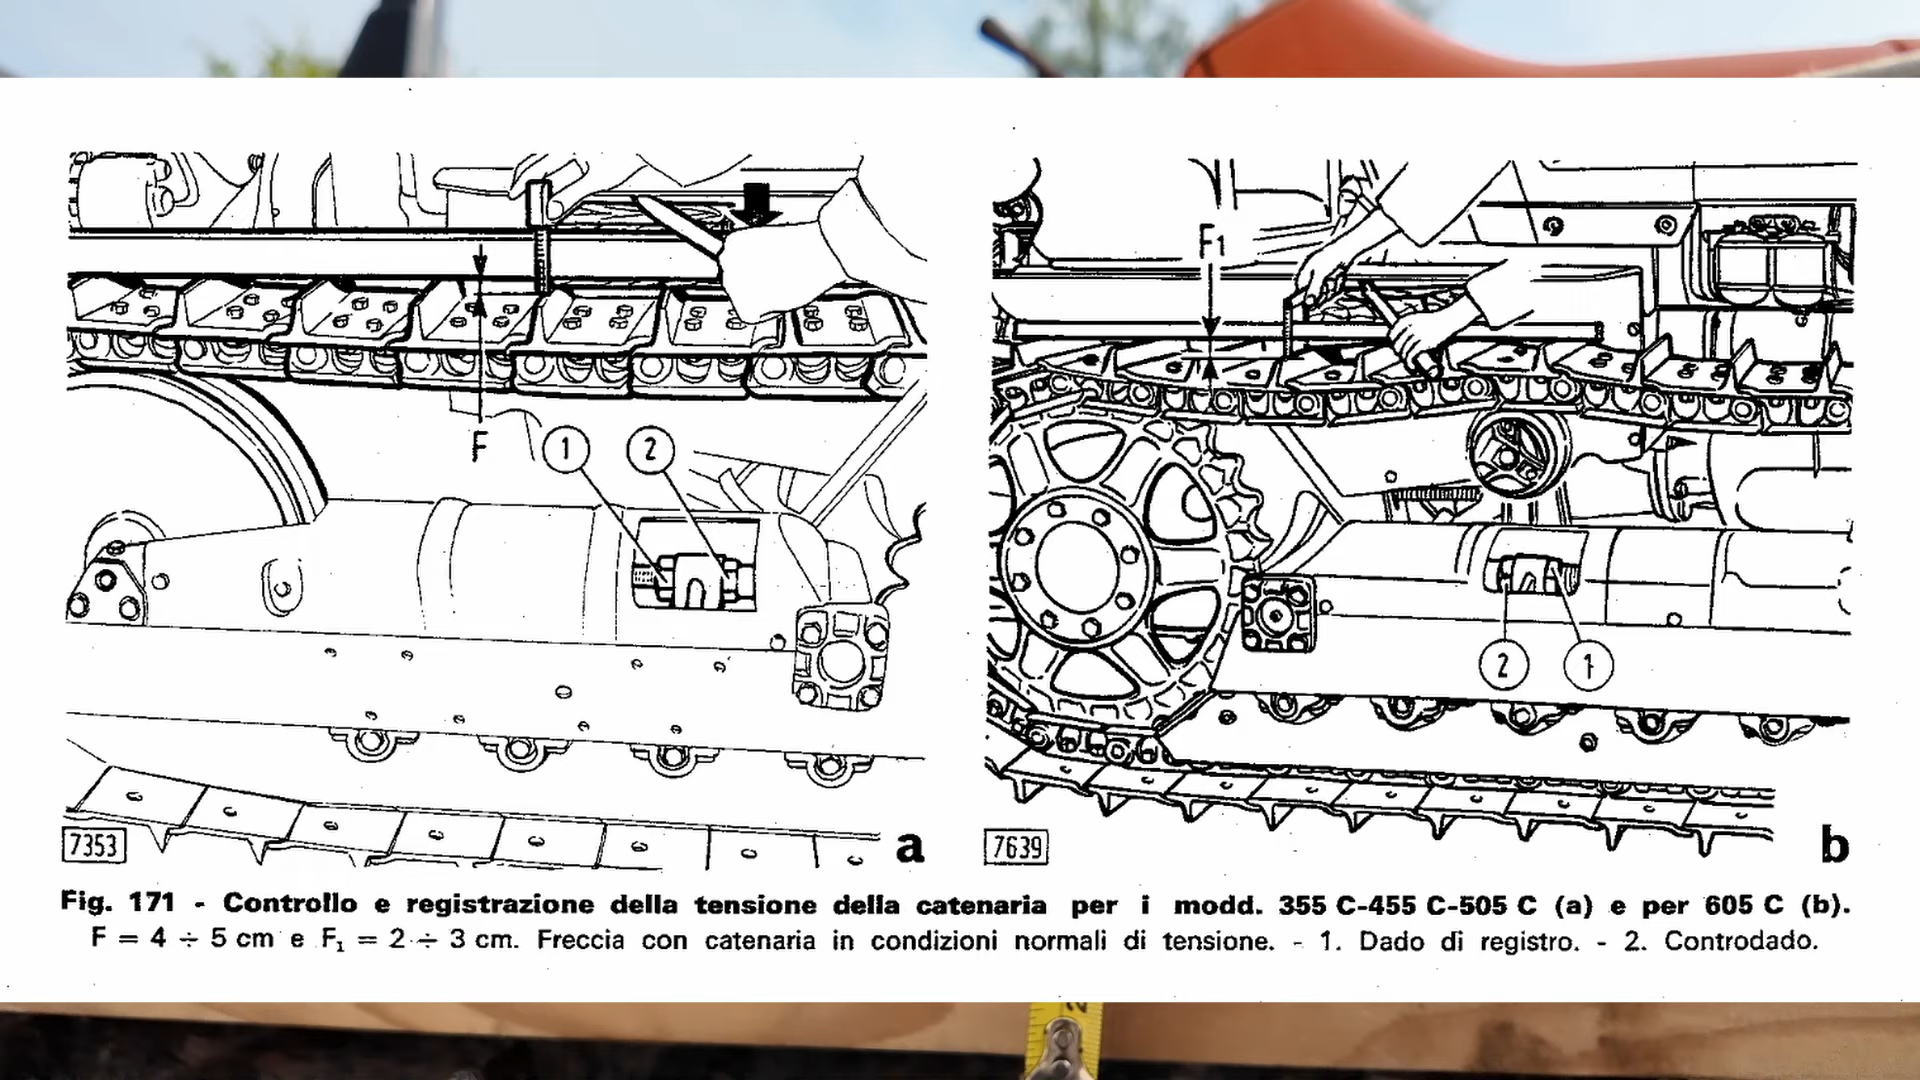 F
1
2
7353
a
F₁
2
1
7639
b
Fig. 171 - Controllo e registrazione della tensione della catenaria per i modd. 355 C-455 C-505 C (a) e per 605 C (b).
F = 4 ÷ 5 cm e F₁ = 2 ÷ 3 cm. Freccia con catenaria in condizioni normali di tensione. - 1. Dado di registro. - 2. Controdado.